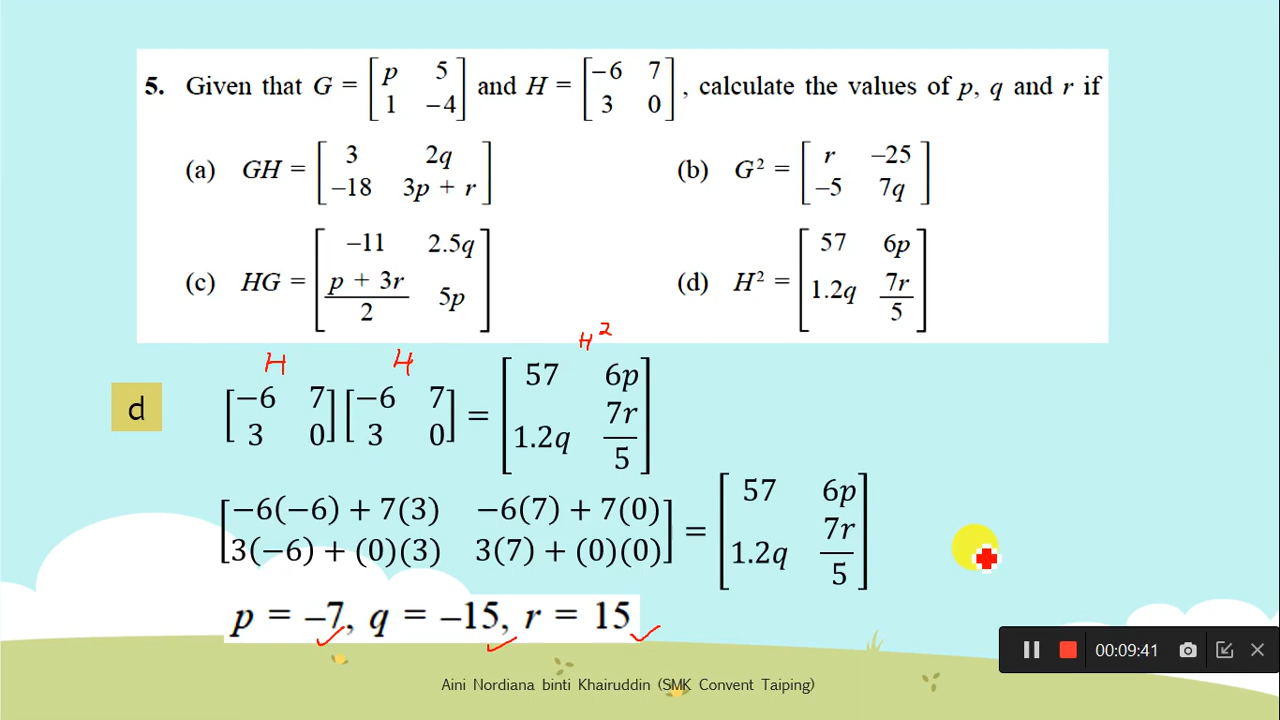 5. Given that G = [p 5; 1 −4] and H = [−6 7; 3 0], calculate the values of p, q and r if
(a) GH = [3 2q; −18 3p + r]
(b) G² = [r −25; −5 7q]
(c) HG = [−11 2.5q; (p + 3r)/2 5p]
(d) H² = [57 6p; 1.2q 7r/5]
H H H²
d
[−6 7; 3 0] [−6 7; 3 0] = [57 6p; 1.2q 7r/5]
[−6(−6) + 7(3) −6(7) + 7(0); 3(−6) + (0)(3) 3(7) + (0)(0)] = [57 6p; 1.2q 7r/5]
p = −7, q = −15, r = 15
00:09:41
Aini Nordiana binti Khairuddin (SMK Convent Taiping)